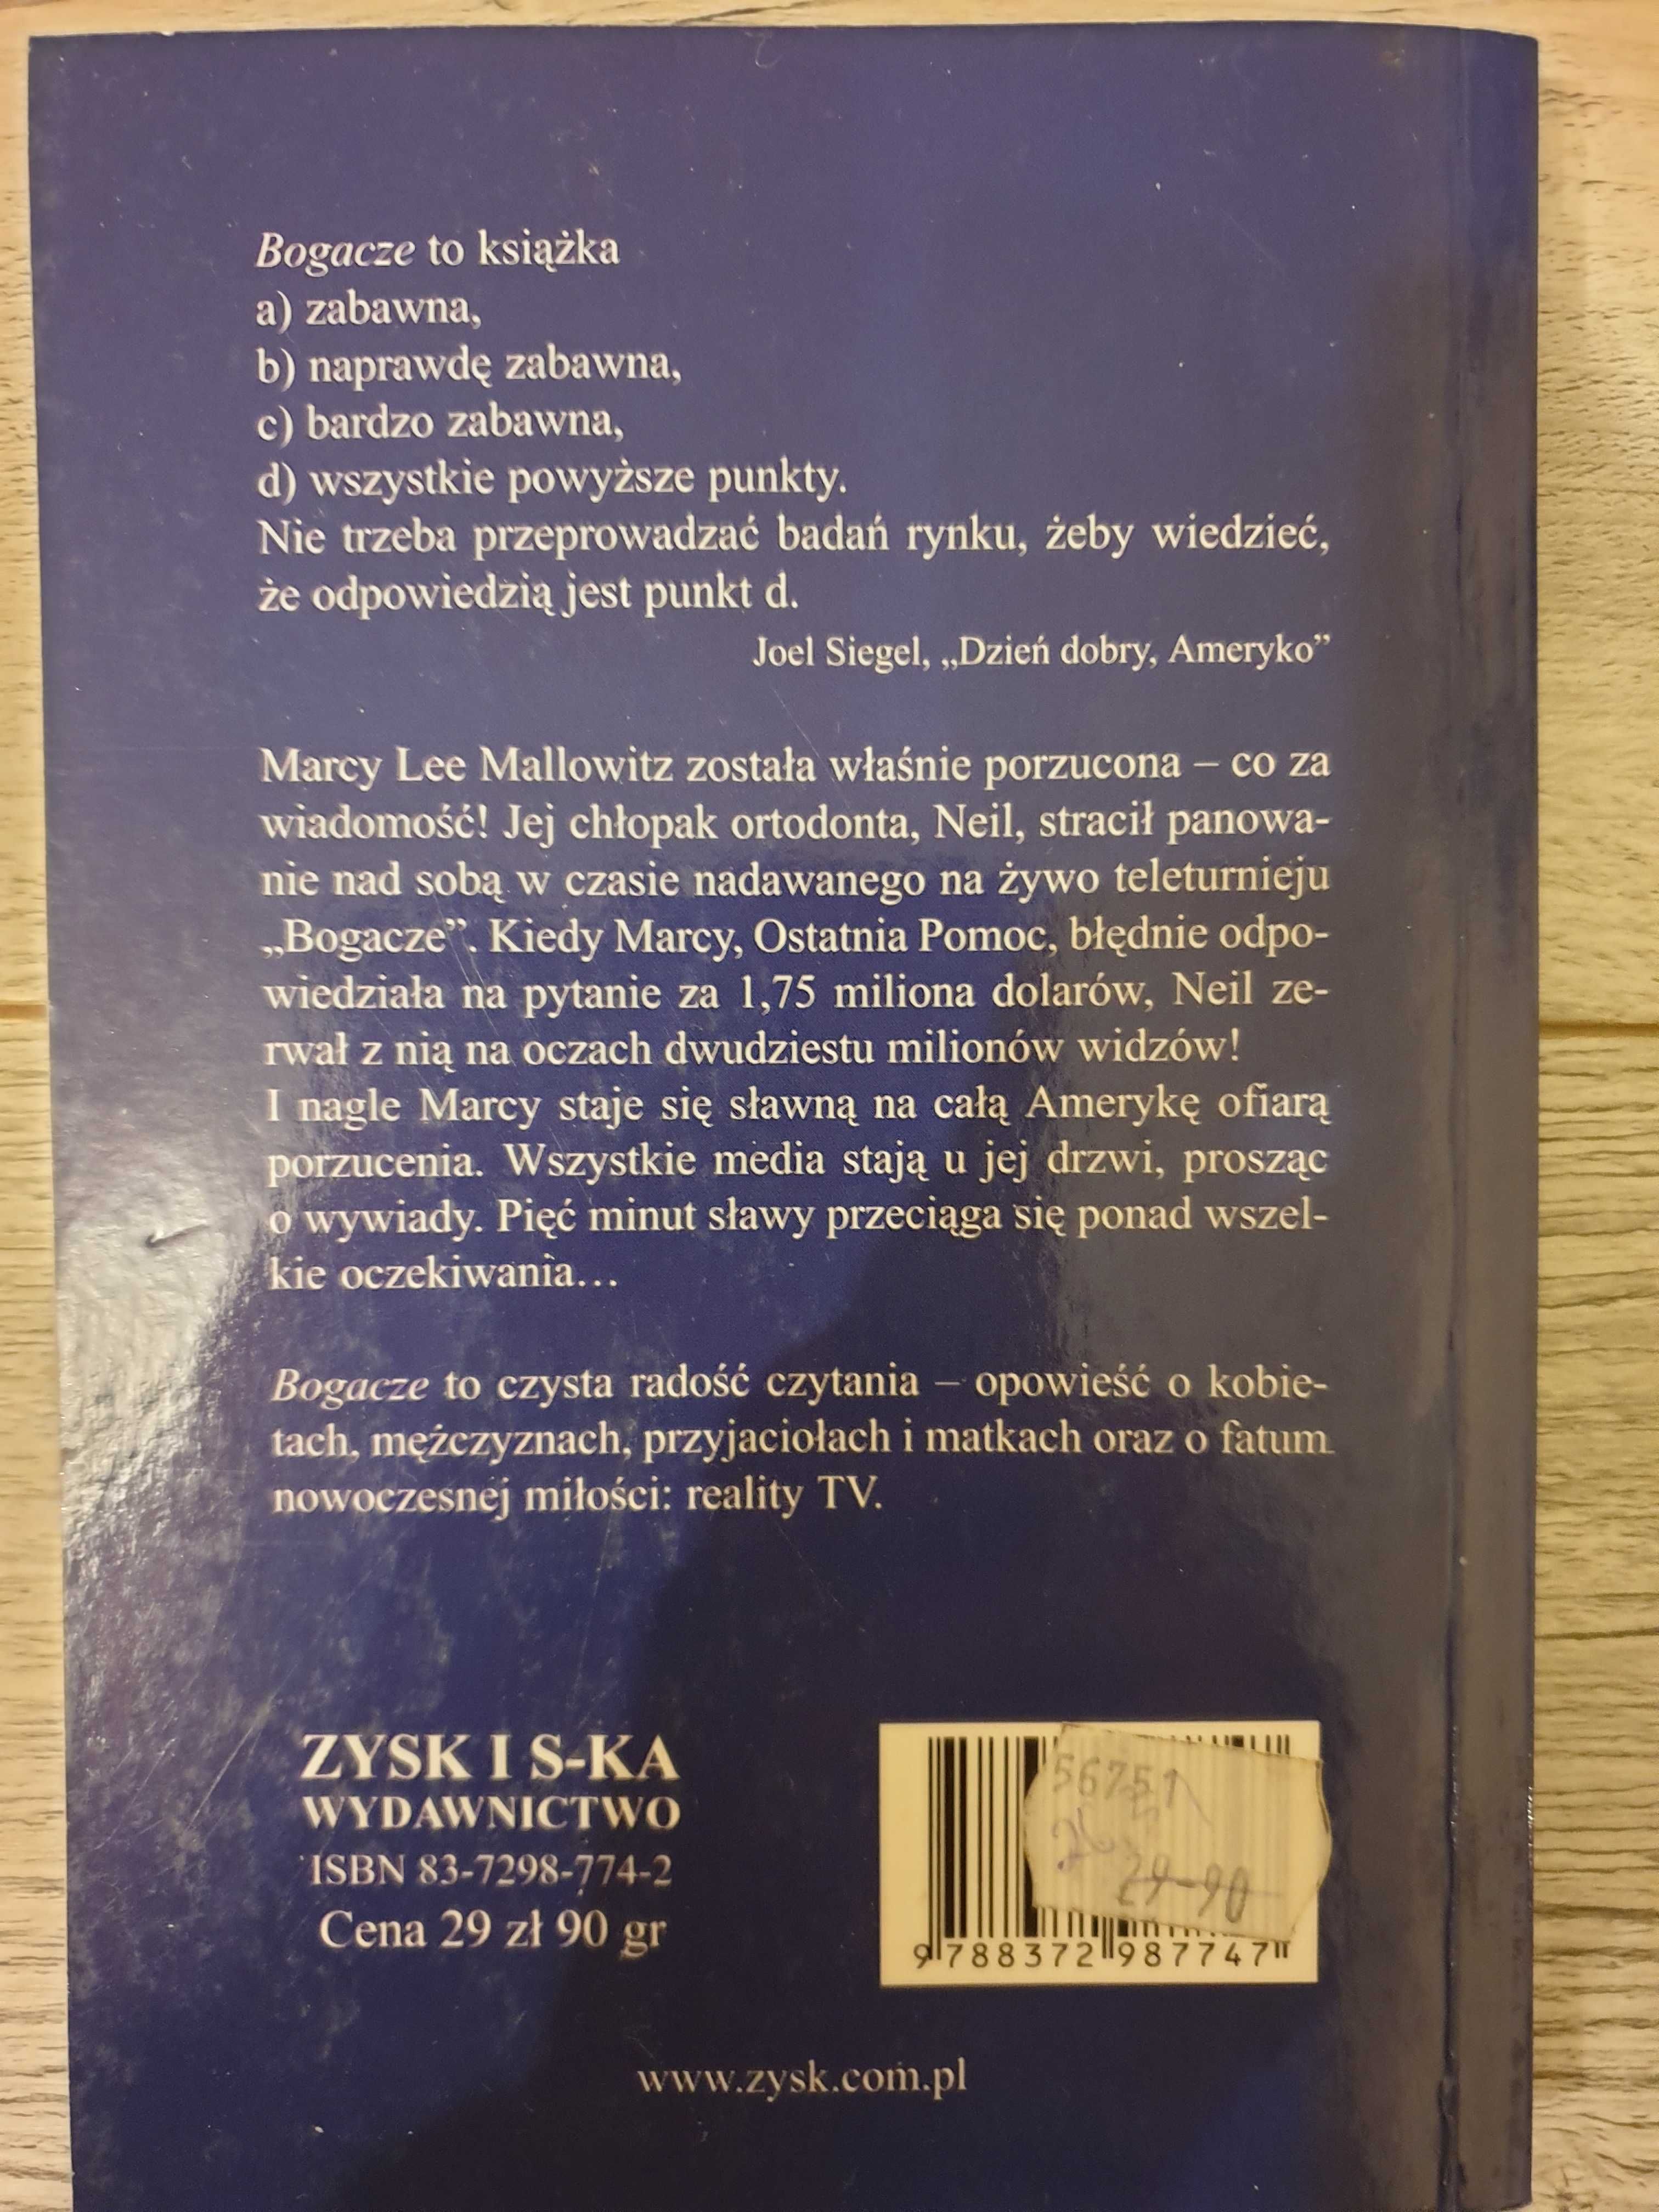 Bogacze to książka
a) zabawna,
b) naprawdę zabawna,
c) bardzo zabawna,
d) wszystkie powyższe punkty.
Nie trzeba przeprowadzać badań rynku, żeby wiedzieć,
że odpowiedzią jest punkt d.
Joel Siegel, „Dzień dobry, Ameryko”
Marcy Lee Mallowitz została właśnie porzucona – co za
wiadomość! Jej chłopak ortodonta, Neil, stracił panowa-
nie nad sobą w czasie nadawanego na żywo teleturnieju
„Bogacze”. Kiedy Marcy, Ostatnia Pomoc, błędnie odpo-
wiedziała na pytanie za 1,75 miliona dolarów, Neil ze-
rwał z nią na oczach dwudziestu milionów widzów!
I nagle Marcy staje się sławną na całą Amerykę ofiarą
porzucenia. Wszystkie media stają u jej drzwi, prosząc
o wywiady. Pięć minut sławy przeciąga się ponad wszel-
kie oczekiwania…
Bogacze to czysta radość czytania – opowieść o kobie-
tach, mężczyznach, przyjaciołach i matkach oraz o fatum
nowoczesnej miłości: reality TV.
ZYSK I S-KA
WYDAWNICTWO
ISBN 83-7298-774-2
Cena 29 zł 90 gr
56751
29-90
9 788372 987747
www.zysk.com.pl